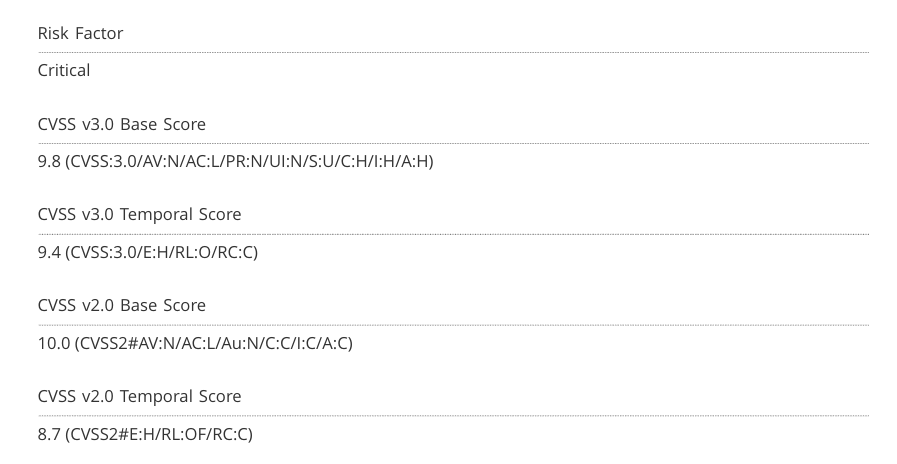 Risk Factor
Critical
CVSS v3.0 Base Score
9.8 (CVSS:3.0/AV:N/AC:L/PR:N/UI:N/S:U/C:H/I:H/A:H)
CVSS v3.0 Temporal Score
9.4 (CVSS:3.0/E:H/RL:O/RC:C)
CVSS v2.0 Base Score
10.0 (CVSS2#AV:N/AC:L/Au:N/C:C/I:C/A:C)
CVSS v2.0 Temporal Score
8.7 (CVSS2#E:H/RL:OF/RC:C)